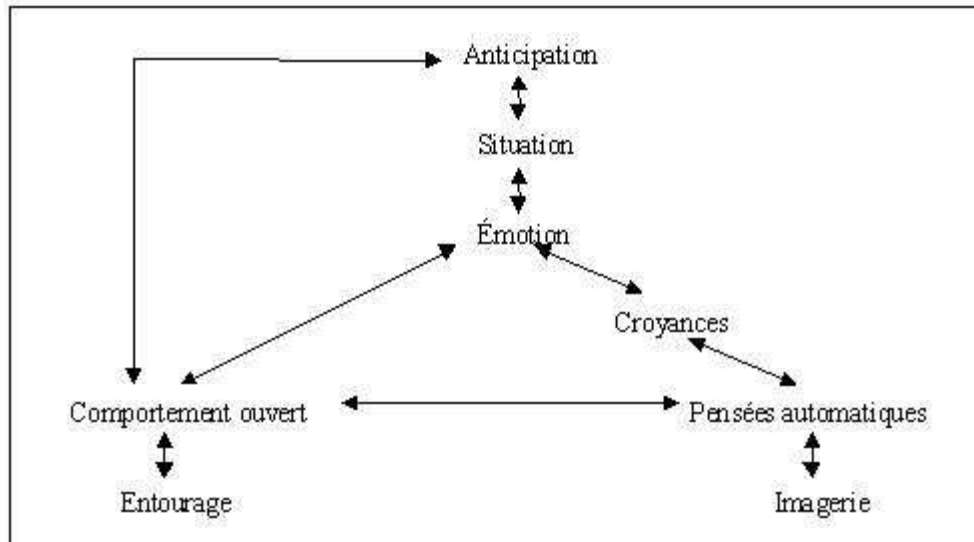 Anticipation
Situation
Émotion
Croyances
Comportement ouvert
Pensées automatiques
Entourage
Imagerie